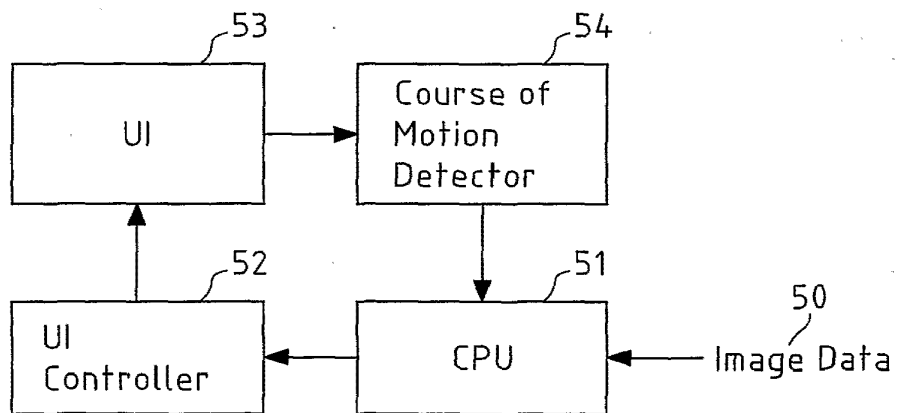 53
54
UI
Course of
Motion
Detector
52
51
50
UI
Controller
CPU
Image Data